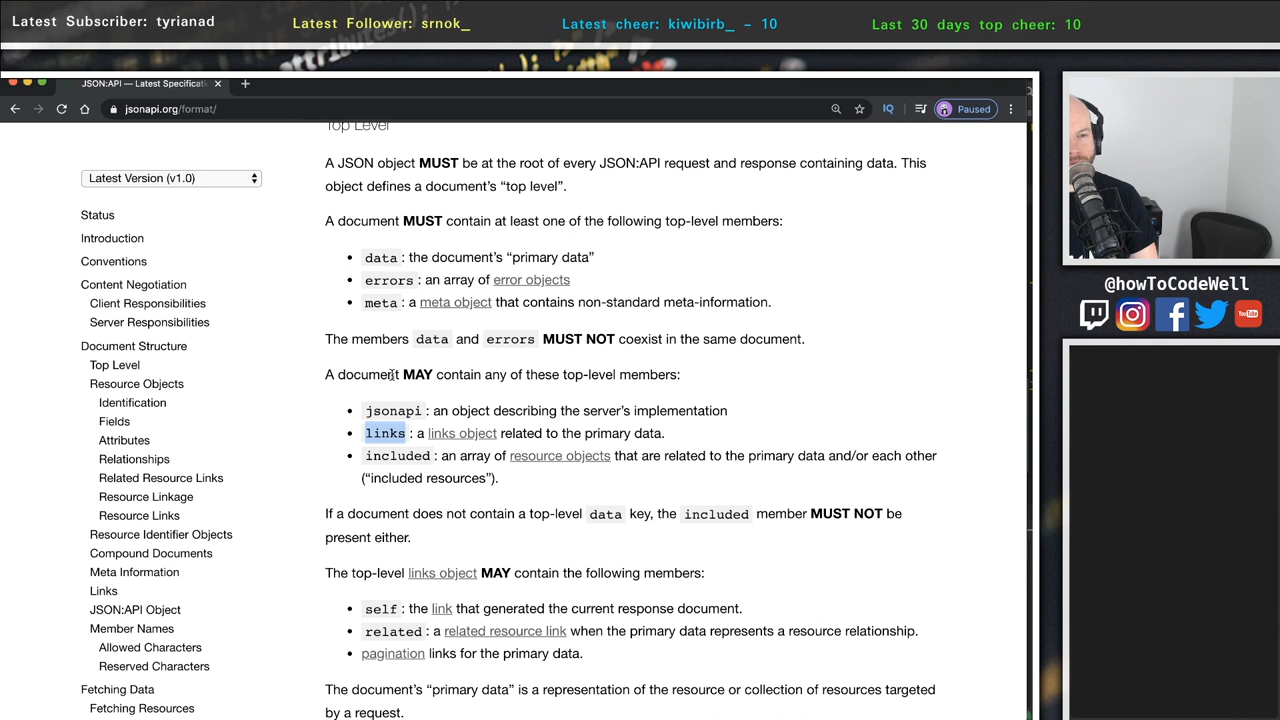 Latest Subscriber: tyrianad
Latest Follower: srnok_
Latest cheer: kiwibirb_ - 10
Last 30 days top cheer: 10
JSON:API — Latest Specificati
jsonapi.org/format/
IQ
Paused
@howToCodeWell
YouTube
Latest Version (v1.0)
Status
Introduction
Conventions
Content Negotiation
Client Responsibilities
Server Responsibilities
Document Structure
Top Level
Resource Objects
Identification
Fields
Attributes
Relationships
Related Resource Links
Resource Linkage
Resource Links
Resource Identifier Objects
Compound Documents
Meta Information
Links
JSON:API Object
Member Names
Allowed Characters
Reserved Characters
Fetching Data
Fetching Resources
Top Level
A JSON object MUST be at the root of every JSON:API request and response containing data. This
object defines a document’s “top level”.
A document MUST contain at least one of the following top-level members:
• data: the document’s “primary data”
• errors: an array of error objects
• meta: a meta object that contains non-standard meta-information.
The members data and errors MUST NOT coexist in the same document.
A document MAY contain any of these top-level members:
• jsonapi: an object describing the server’s implementation
• links: a links object related to the primary data.
• included: an array of resource objects that are related to the primary data and/or each other
(“included resources”).
If a document does not contain a top-level data key, the included member MUST NOT be
present either.
The top-level links object MAY contain the following members:
• self: the link that generated the current response document.
• related: a related resource link when the primary data represents a resource relationship.
• pagination links for the primary data.
The document’s “primary data” is a representation of the resource or collection of resources targeted
by a request.